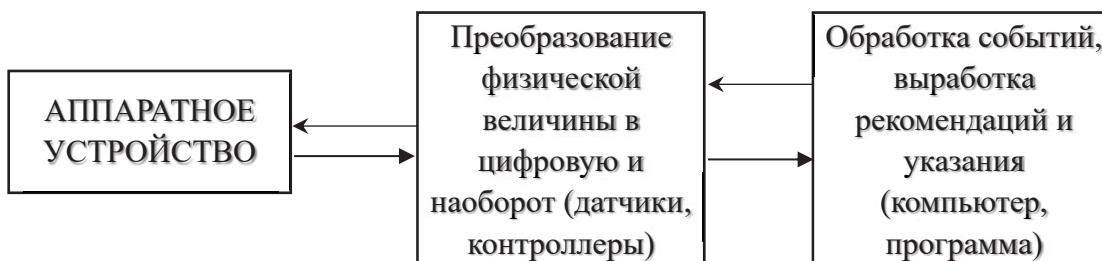 АППАРАТНОЕ
УСТРОЙСТВО
Преобразование
физической
величины в
цифровую и
наоборот (датчики,
контроллеры)
Обработка событий,
выработка
рекомендаций и
указания
(компьютер,
программа)